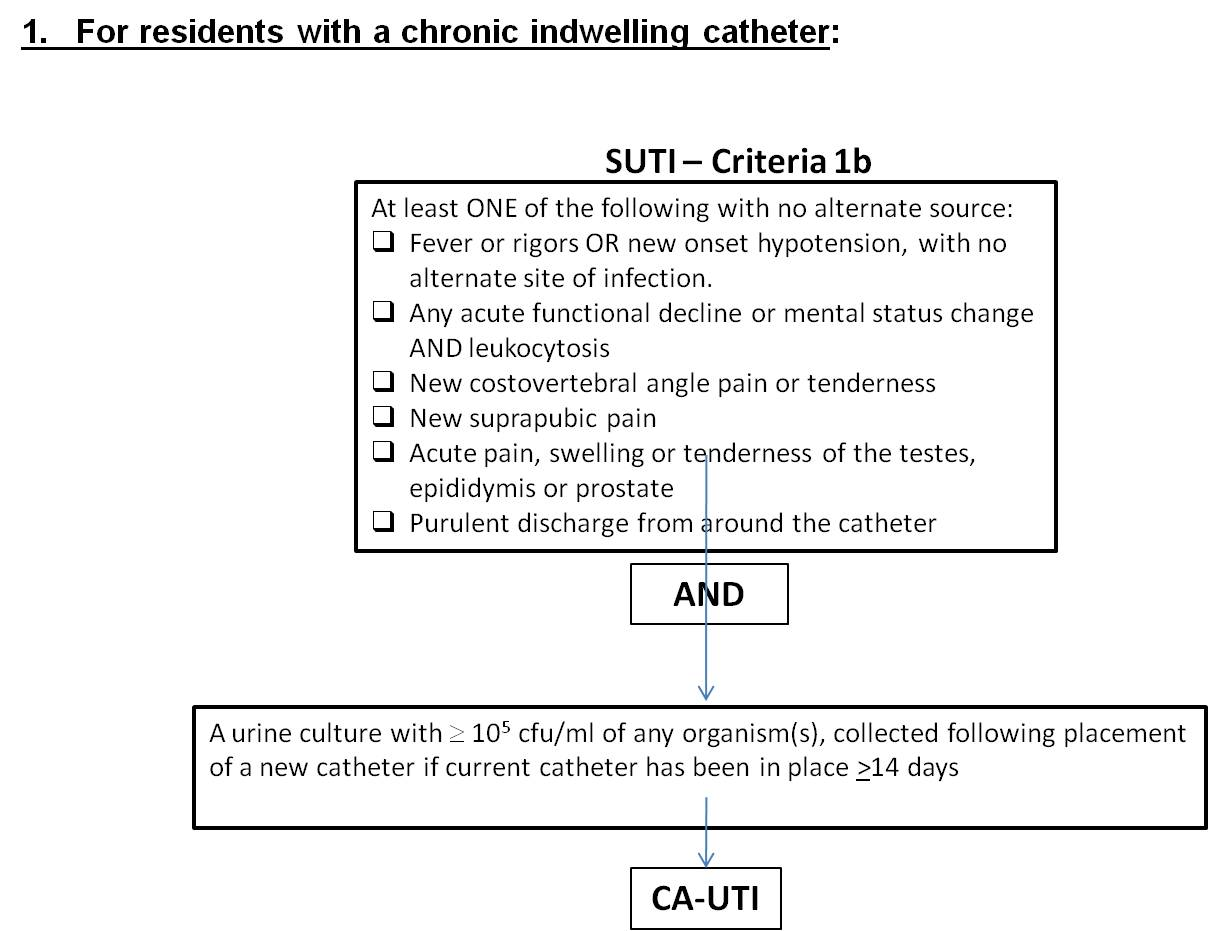 1. For residents with a chronic indwelling catheter:
SUTI – Criteria 1b
At least ONE of the following with no alternate source:
❑ Fever or rigors OR new onset hypotension, with no
alternate site of infection.
❑ Any acute functional decline or mental status change
AND leukocytosis
❑ New costovertebral angle pain or tenderness
❑ New suprapubic pain
❑ Acute pain, swelling or tenderness of the testes,
epididymis or prostate
❑ Purulent discharge from around the catheter
AND
A urine culture with ≥ 10⁵ cfu/ml of any organism(s), collected following placement
of a new catheter if current catheter has been in place ≥14 days
CA-UTI